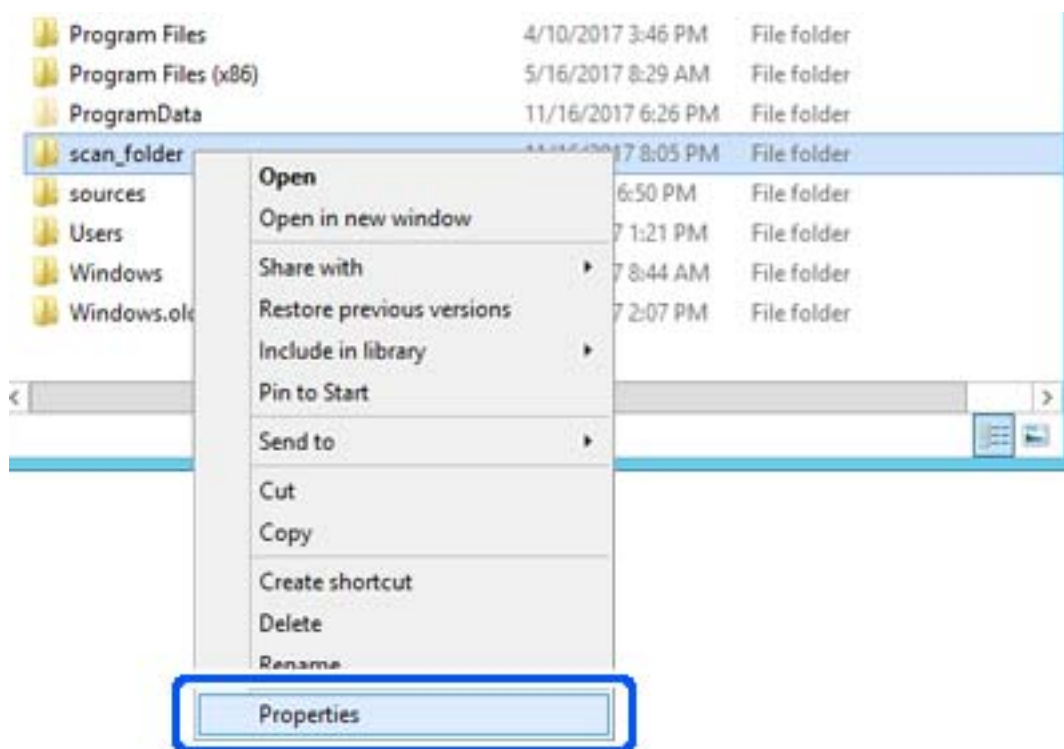 Program Files 4/10/2017 3:46 PM File folder
Program Files (x86) 5/16/2017 8:29 AM File folder
ProgramData 11/16/2017 6:26 PM File folder
scan_folder 17 8:05 PM File folder
Open
sources 6:50 PM File folder
Open in new window
Users 7 1:21 PM File folder
Share with
Windows 7 8:44 AM File folder
Restore previous versions
Windows.old 7 2:07 PM File folder
Include in library
Pin to Start
Send to
Cut
Copy
Create shortcut
Delete
Rename
Properties